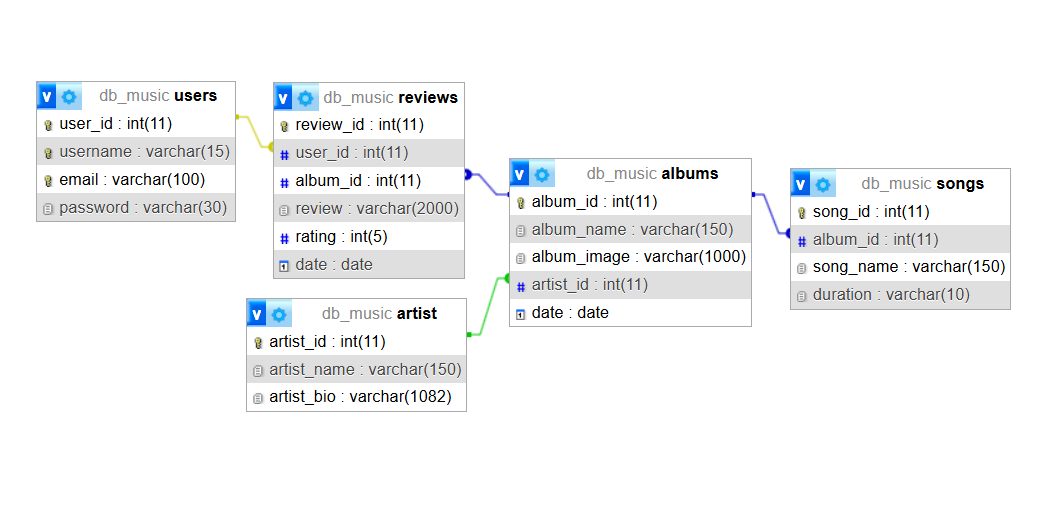 v db_music users
user_id : int(11)
username : varchar(15)
email : varchar(100)
password : varchar(30)
v db_music reviews
review_id : int(11)
# user_id : int(11)
# album_id : int(11)
review : varchar(2000)
# rating : int(5)
1 date : date
v db_music artist
artist_id : int(11)
artist_name : varchar(150)
artist_bio : varchar(1082)
v db_music albums
album_id : int(11)
album_name : varchar(150)
album_image : varchar(1000)
# artist_id : int(11)
1 date : date
v db_music songs
song_id : int(11)
# album_id : int(11)
song_name : varchar(150)
duration : varchar(10)